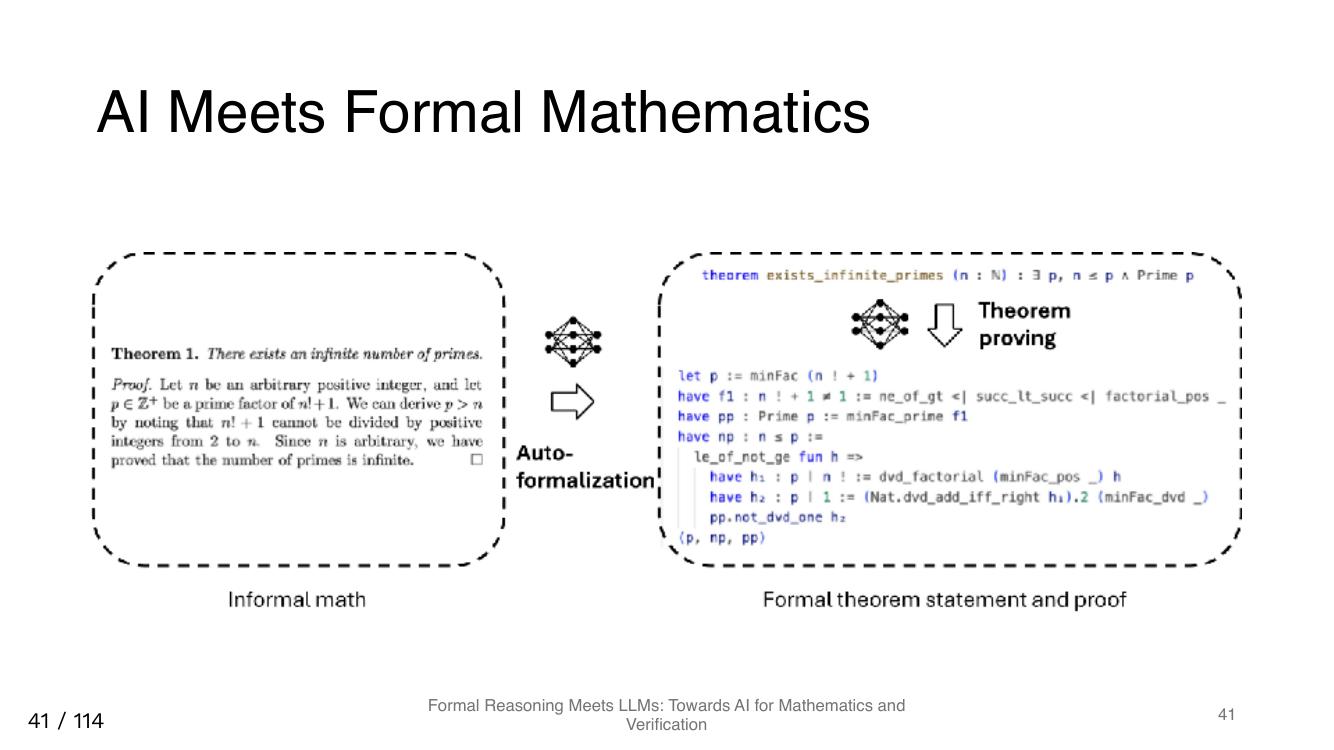 AI Meets Formal Mathematics
Theorem 1. There exists an infinite number of primes.
Proof. Let n be an arbitrary positive integer, and let
p ∈ ℤ⁺ be a prime factor of n! + 1. We can derive p > n
by noting that n! + 1 cannot be divided by positive
integers from 2 to n. Since n is arbitrary, we have
proved that the number of primes is infinite. □
Informal math
Auto-
formalization
theorem exists_infinite_primes (n : ℕ) : ∃ p, n ≤ p ∧ Prime p
Theorem
proving
let p := minFac (n ! + 1)
have f1 : n ! + 1 ≠ 1 := ne_of_gt <| succ_lt_succ <| factorial_pos _
have pp : Prime p := minFac_prime f1
have np : n ≤ p :=
le_of_not_ge fun h =>
have h₁ : p ∣ n ! := dvd_factorial (minFac_pos _) h
have h₂ : p ∣ 1 := (Nat.dvd_add_iff_right h₁).2 (minFac_dvd _)
pp.not_dvd_one h₂
⟨p, np, pp⟩
Formal theorem statement and proof
41 / 114
Formal Reasoning Meets LLMs: Towards AI for Mathematics and
Verification
41